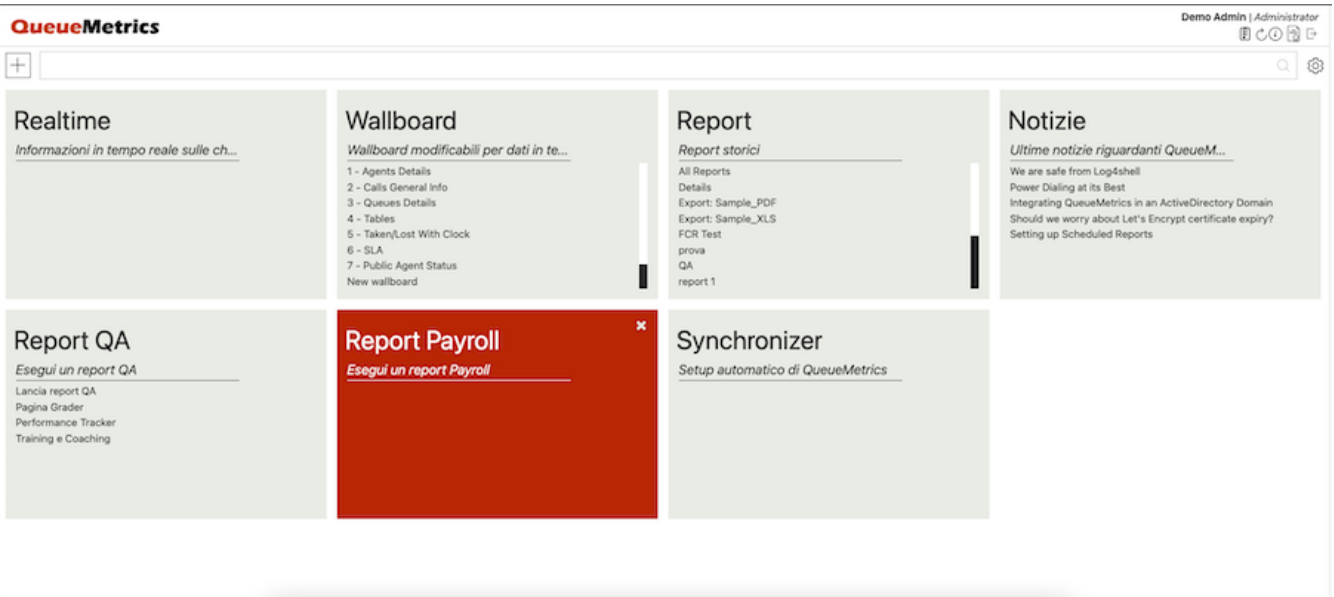 QueueMetrics
Demo Admin | Administrator
Realtime
Informazioni in tempo reale sulle ch...
Wallboard
Wallboard modificabili per dati in te...
1 - Agents Details
2 - Calls General Info
3 - Queues Details
4 - Tables
5 - Taken/Lost With Clock
6 - SLA
7 - Public Agent Status
New wallboard
Report
Report storici
All Reports
Details
Export: Sample_PDF
Export: Sample_XLS
FCR Test
prova
QA
report 1
Notizie
Ultime notizie riguardanti QueueM...
We are safe from Log4shell
Power Dialing at its Best
Integrating QueueMetrics in an ActiveDirectory Domain
Should we worry about Let's Encrypt certificate expiry?
Setting up Scheduled Reports
Report QA
Esegui un report QA
Lancia report QA
Pagina Grader
Performance Tracker
Training e Coaching
Report Payroll
Esegui un report Payroll
Synchronizer
Setup automatico di QueueMetrics